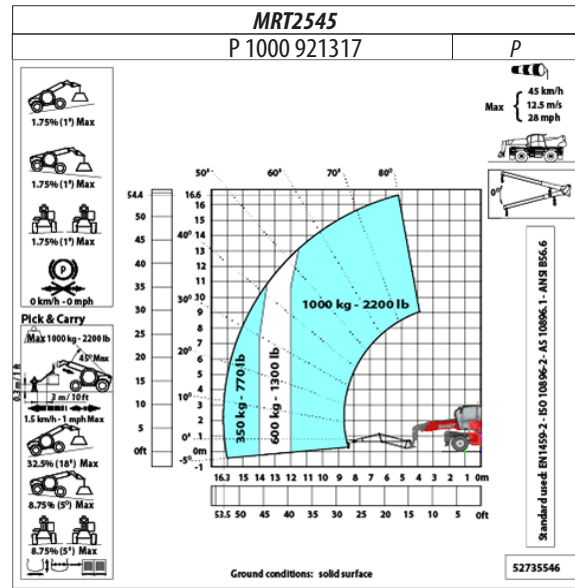 MRT2545
P 1000 921317
P
1.75% (1°) Max
1.75% (1°) Max
1.75% (1°) Max
P
0 km/h - 0 mph
Pick & Carry
Max 1000 kg - 2200 lb
45° Max
0.3 m / 1 ft
3 m / 10 ft
1.5 km/h - 1 mph Max
32.5% (18°) Max
8.75% (5°) Max
8.75% (5°) Max
Max
45 km/h
12.5 m/s
28 mph
0°
50° 60° 70° 80°
40°
30°
20°
10°
0°
-5°
54.4
50
45
40
35
30
25
20
15
10
5
0ft
16.6
16
15
14
13
12
11
10
9
8
7
6
5
4
3
2
1
0m
-1
350 kg - 770 lb
600 kg - 1300 lb
1000 kg - 2200 lb
16.3 15 14 13 12 11 10 9 8 7 6 5 4 3 2 1 0m
53.5 50 45 40 35 30 25 20 15 10 5 0ft
Standard used: EN1459-2 - ISO 10896-2 - AS 10896.1 - ANSI B56.6
Ground conditions: solid surface
52735546